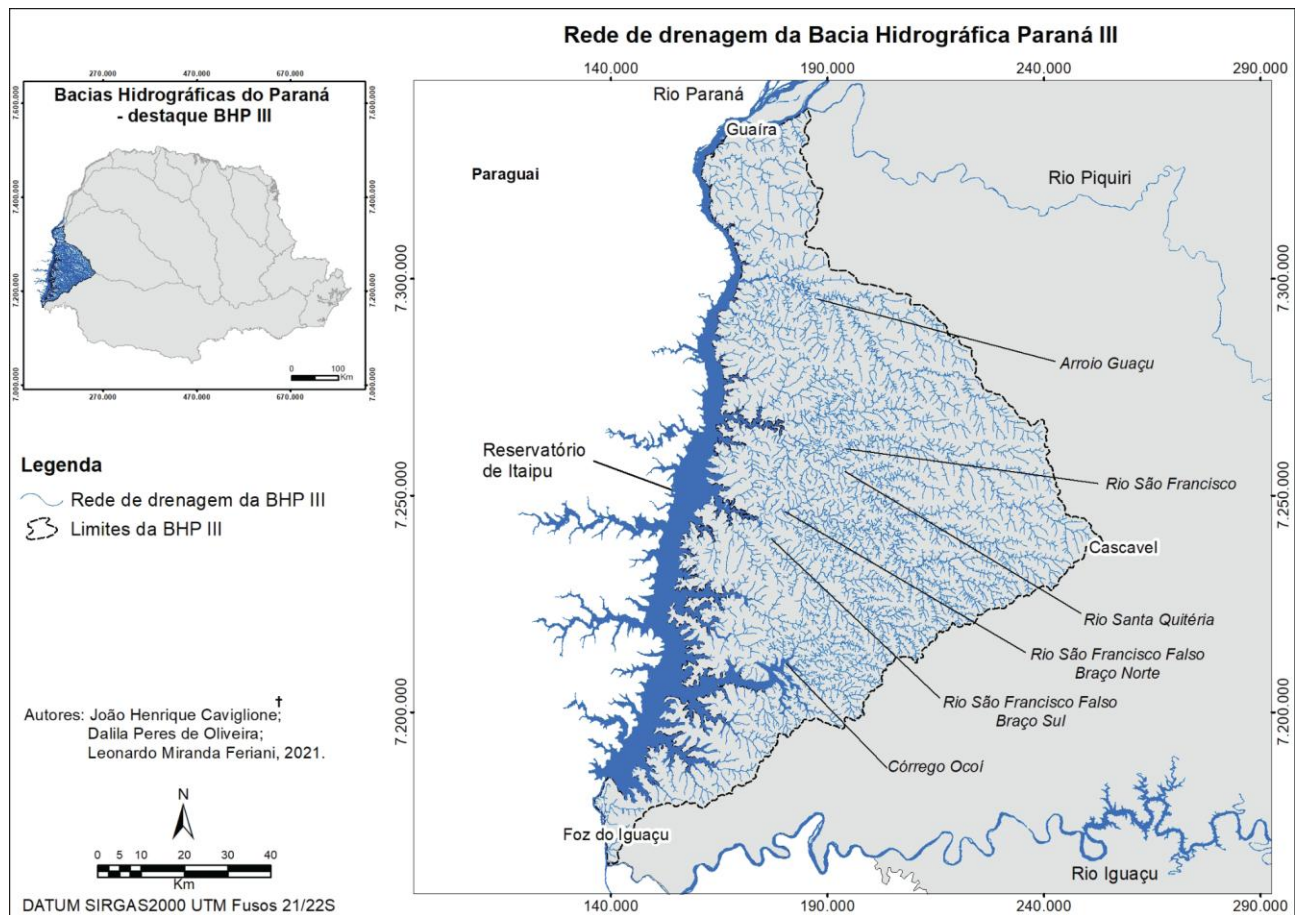 Rede de drenagem da Bacia Hidrográfica Paraná III
270.000 470.000 670.000
Bacias Hidrográficas do Paraná
- destaque BHP III
7.600.000
7.400.000
7.200.000
7.000.000
7.600.000
7.400.000
7.200.000
7.000.000
0 100
Km
270.000 470.000 670.000
Legenda
Rede de drenagem da BHP III
Limites da BHP III
†
Autores: João Henrique Caviglione;
Dalila Peres de Oliveira;
Leonardo Miranda Feriani, 2021.
N
0 5 10 20 30 40
Km
DATUM SIRGAS2000 UTM Fusos 21/22S
140.000 190.000 240.000 290.000
Rio Paraná
Guaíra
Paraguai
Rio Piquiri
7.300.000
7.300.000
Arroio Guaçu
Reservatório
de Itaipu
Rio São Francisco
7.250.000
7.250.000
Cascavel
Rio Santa Quitéria
Rio São Francisco Falso
Braço Norte
Rio São Francisco Falso
Braço Sul
7.200.000
7.200.000
Córrego Ocoí
Foz do Iguaçu
Rio Iguaçu
140.000 190.000 240.000 290.000